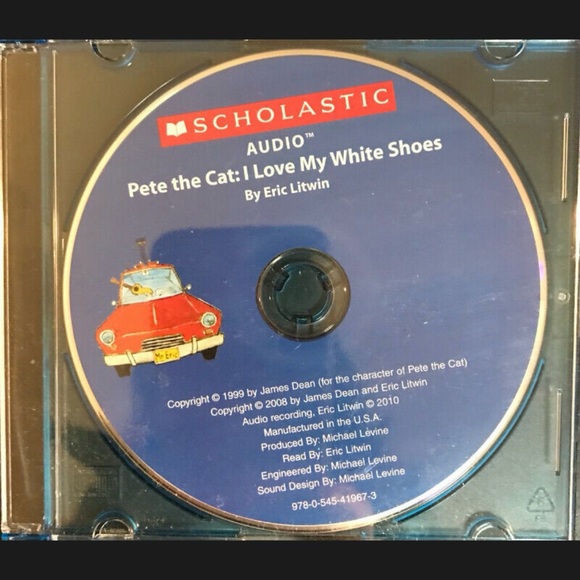 SCHOLASTIC
AUDIO™
Pete the Cat: I Love My White Shoes
By Eric Litwin
Mr Eric
Copyright © 1999 by James Dean (for the character of Pete the Cat)
Copyright © 2008 by James Dean and Eric Litwin
Audio recording, Eric Litwin © 2010
Manufactured in the U.S.A.
Produced By: Michael Levine
Read By: Eric Litwin
Engineered By: Michael Levine
Sound Design By: Michael Levine
978-0-545-41967-3